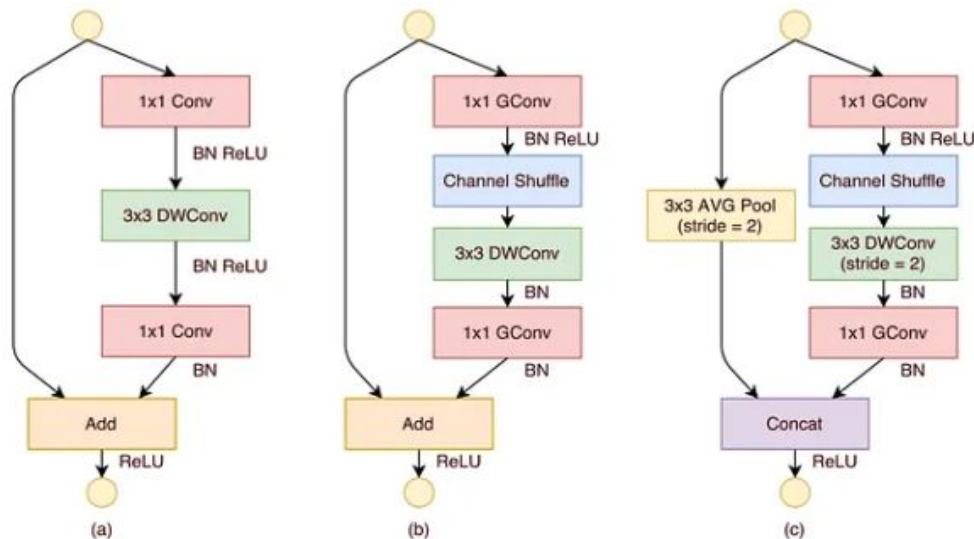 1x1 Conv
BN ReLU
3x3 DWConv
BN ReLU
1x1 Conv
BN
Add
ReLU
(a)
1x1 GConv
BN ReLU
Channel Shuffle
3x3 DWConv
BN
1x1 GConv
BN
Add
ReLU
(b)
3x3 AVG Pool
(stride = 2)
1x1 GConv
BN ReLU
Channel Shuffle
3x3 DWConv
(stride = 2)
BN
1x1 GConv
BN
Concat
ReLU
(c)